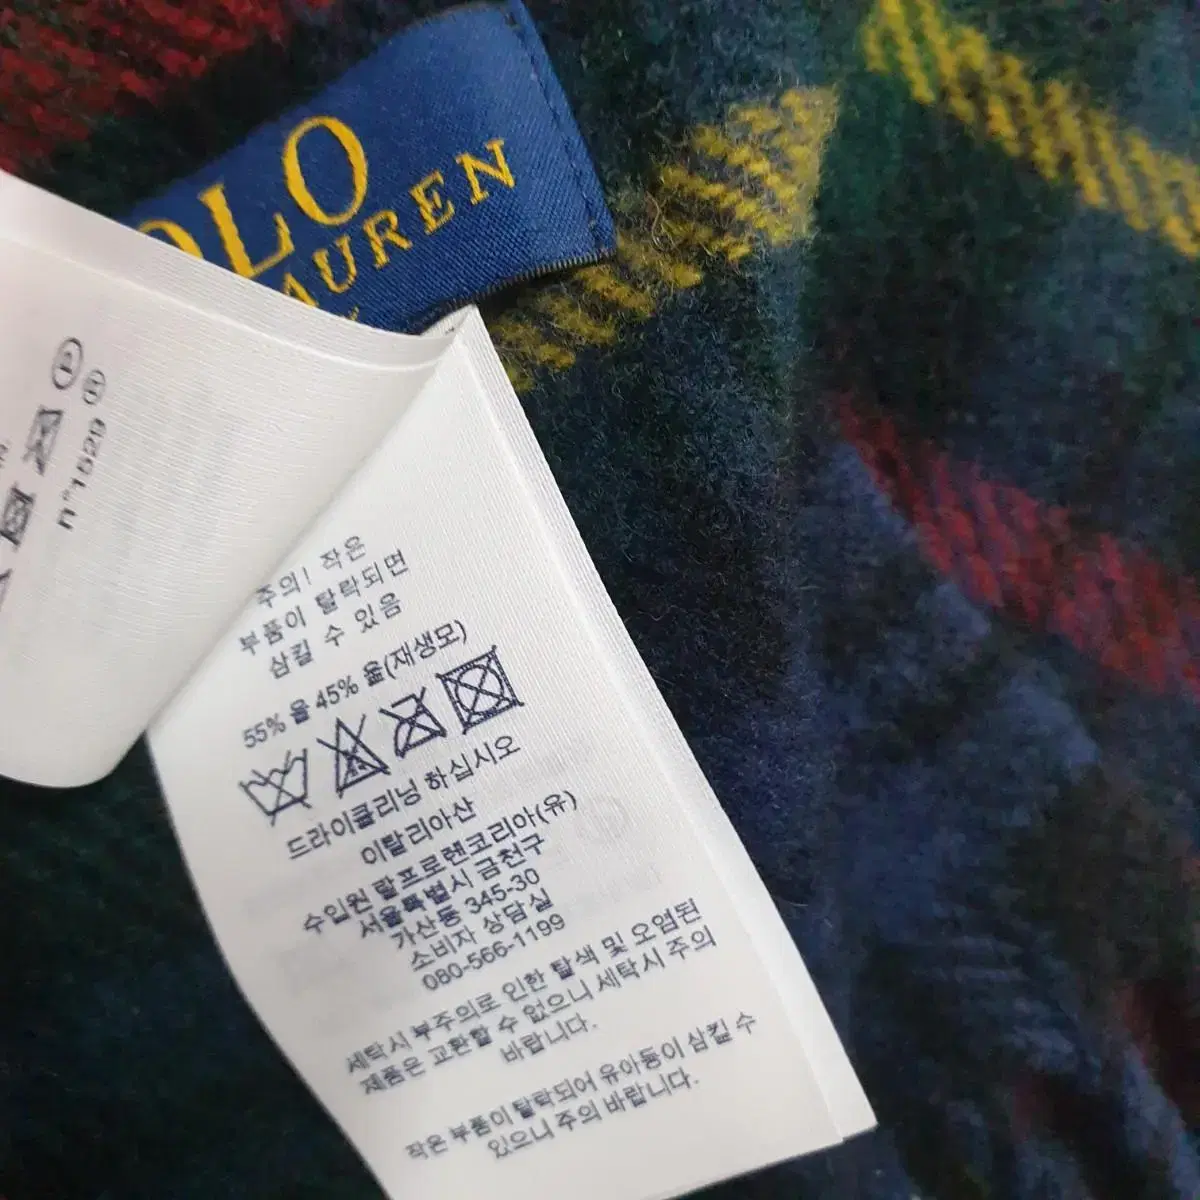 OLO
AUREN
n°1529
주의! 작은
부품이 탈락되면
삼킬 수 있음
55% 울 45% 울(재생모)
드라이클리닝 하십시오
이탈리아산
수입원 랄프로렌코리아(유)
서울특별시 금천구
가산동 345-30
소비자 상담실
080-566-1199
세탁시 부주의로 인한 탈색 및 오염된
제품은 교환할 수 없으니 세탁시 주의
바랍니다.
작은 부품이 탈락되어 유아등이 삼킬 수
있으니 주의 바랍니다.